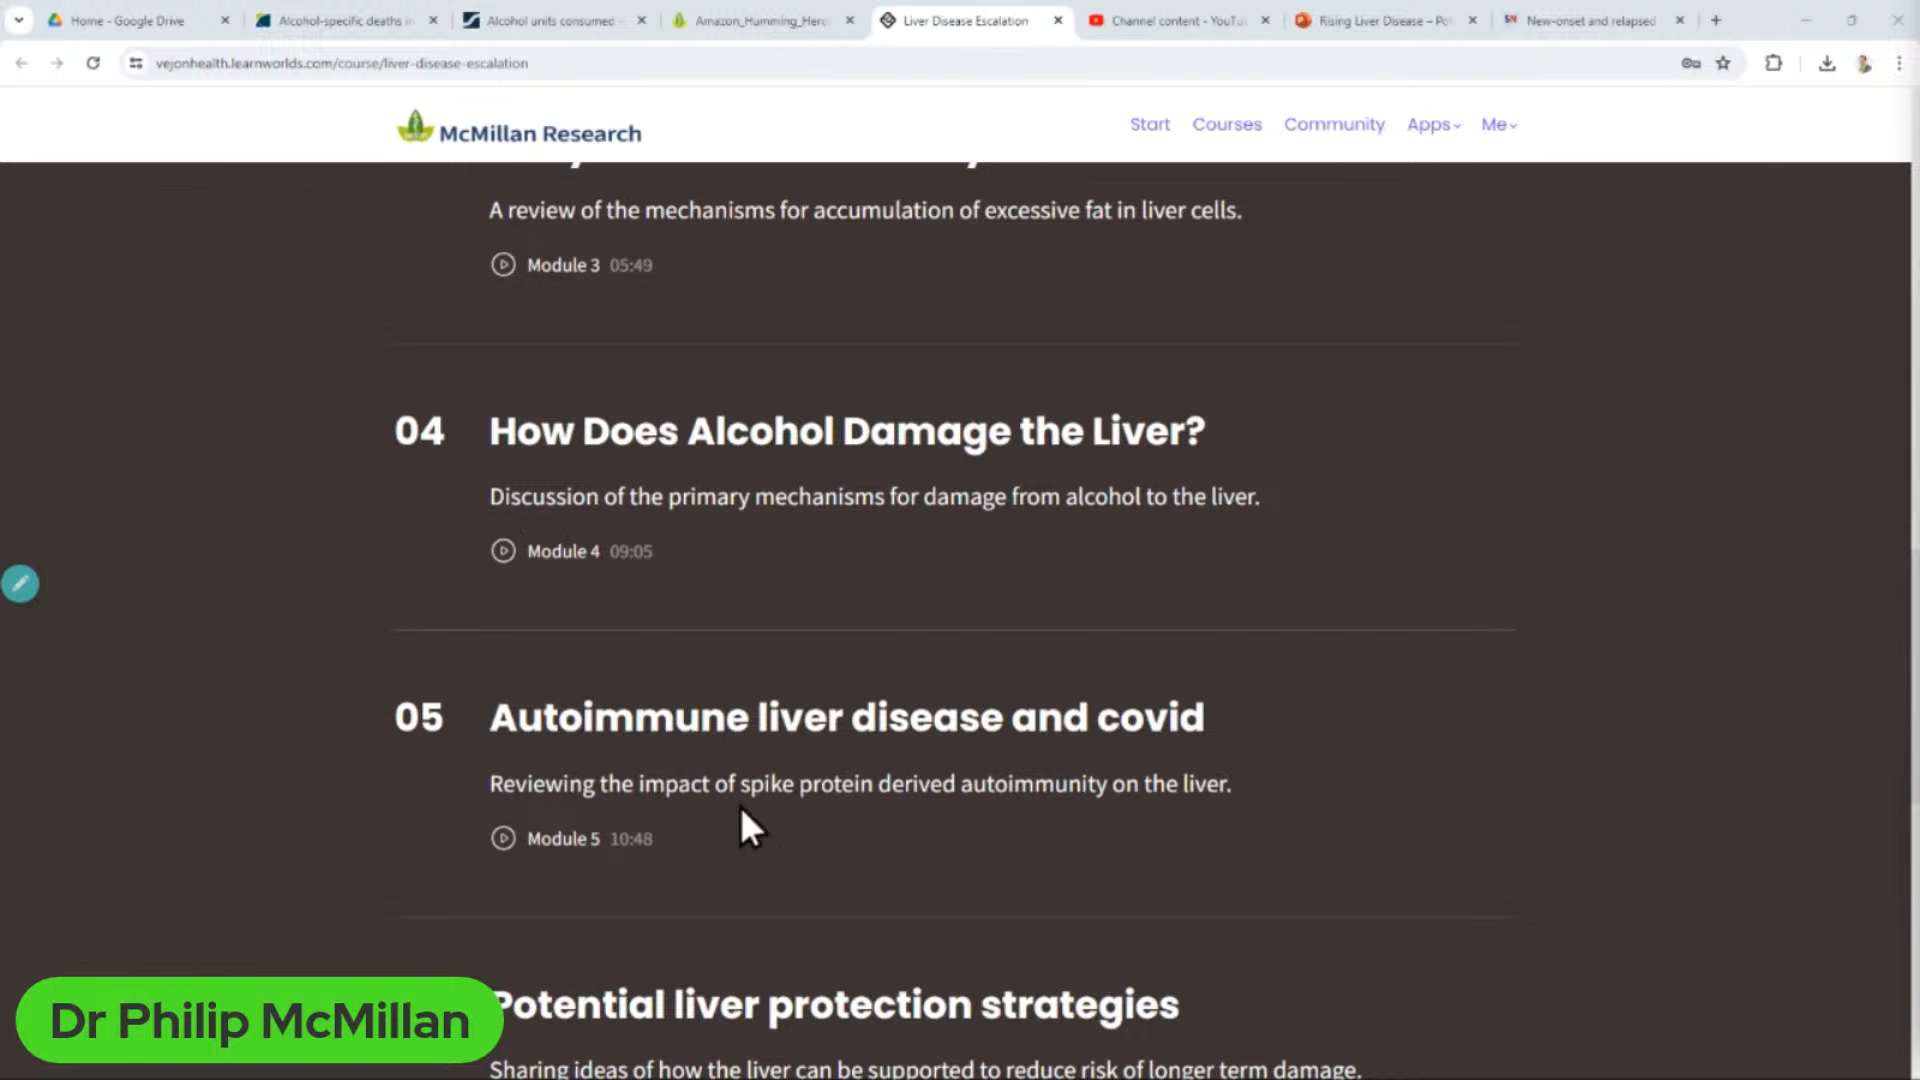 Home - Google Drive
Alcohol-specific deaths in
Alcohol units consumed -
Amazon_Humming_Hero
Liver Disease Escalation
Channel content - YouTu
Rising Liver Disease – Po
New-onset and relapsed
vejonhealth.learnworlds.com/course/liver-disease-escalation
McMillan Research
Start
Courses
Community
Apps
Me
A review of the mechanisms for accumulation of excessive fat in liver cells.
Module 3 05:49
04 How Does Alcohol Damage the Liver?
Discussion of the primary mechanisms for damage from alcohol to the liver.
Module 4 09:05
05 Autoimmune liver disease and covid
Reviewing the impact of spike protein derived autoimmunity on the liver.
Module 5 10:48
Potential liver protection strategies
Dr Philip McMillan
Sharing ideas of how the liver can be supported to reduce risk of longer term damage.